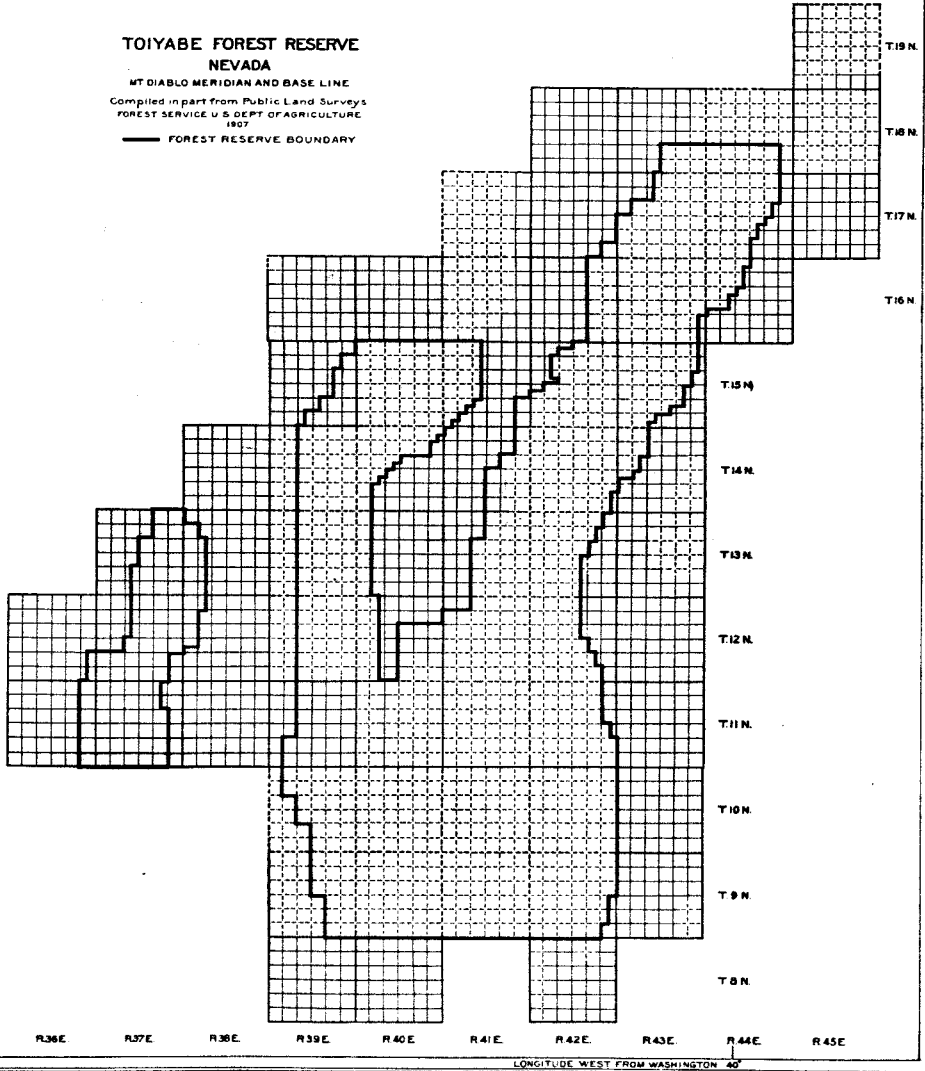 TOIYABE FOREST RESERVE
NEVADA
MT DIABLO MERIDIAN AND BASE LINE
Compiled in part from Public Land Surveys
FOREST SERVICE U S DEPT OF AGRICULTURE
1907
FOREST RESERVE BOUNDARY
T.19 N.
T.18 N.
T.17 N.
T.16 N.
T.15 N.
T.14 N.
T.13 N.
T.12 N.
T.11 N.
T.10 N.
T. 9 N.
T 8 N.
R.36 E. R.37 E. R.38 E. R.39 E. R.40 E. R.41 E. R.42 E. R.43 E. R.44 E. R.45 E.
LONGITUDE WEST FROM WASHINGTON 40°